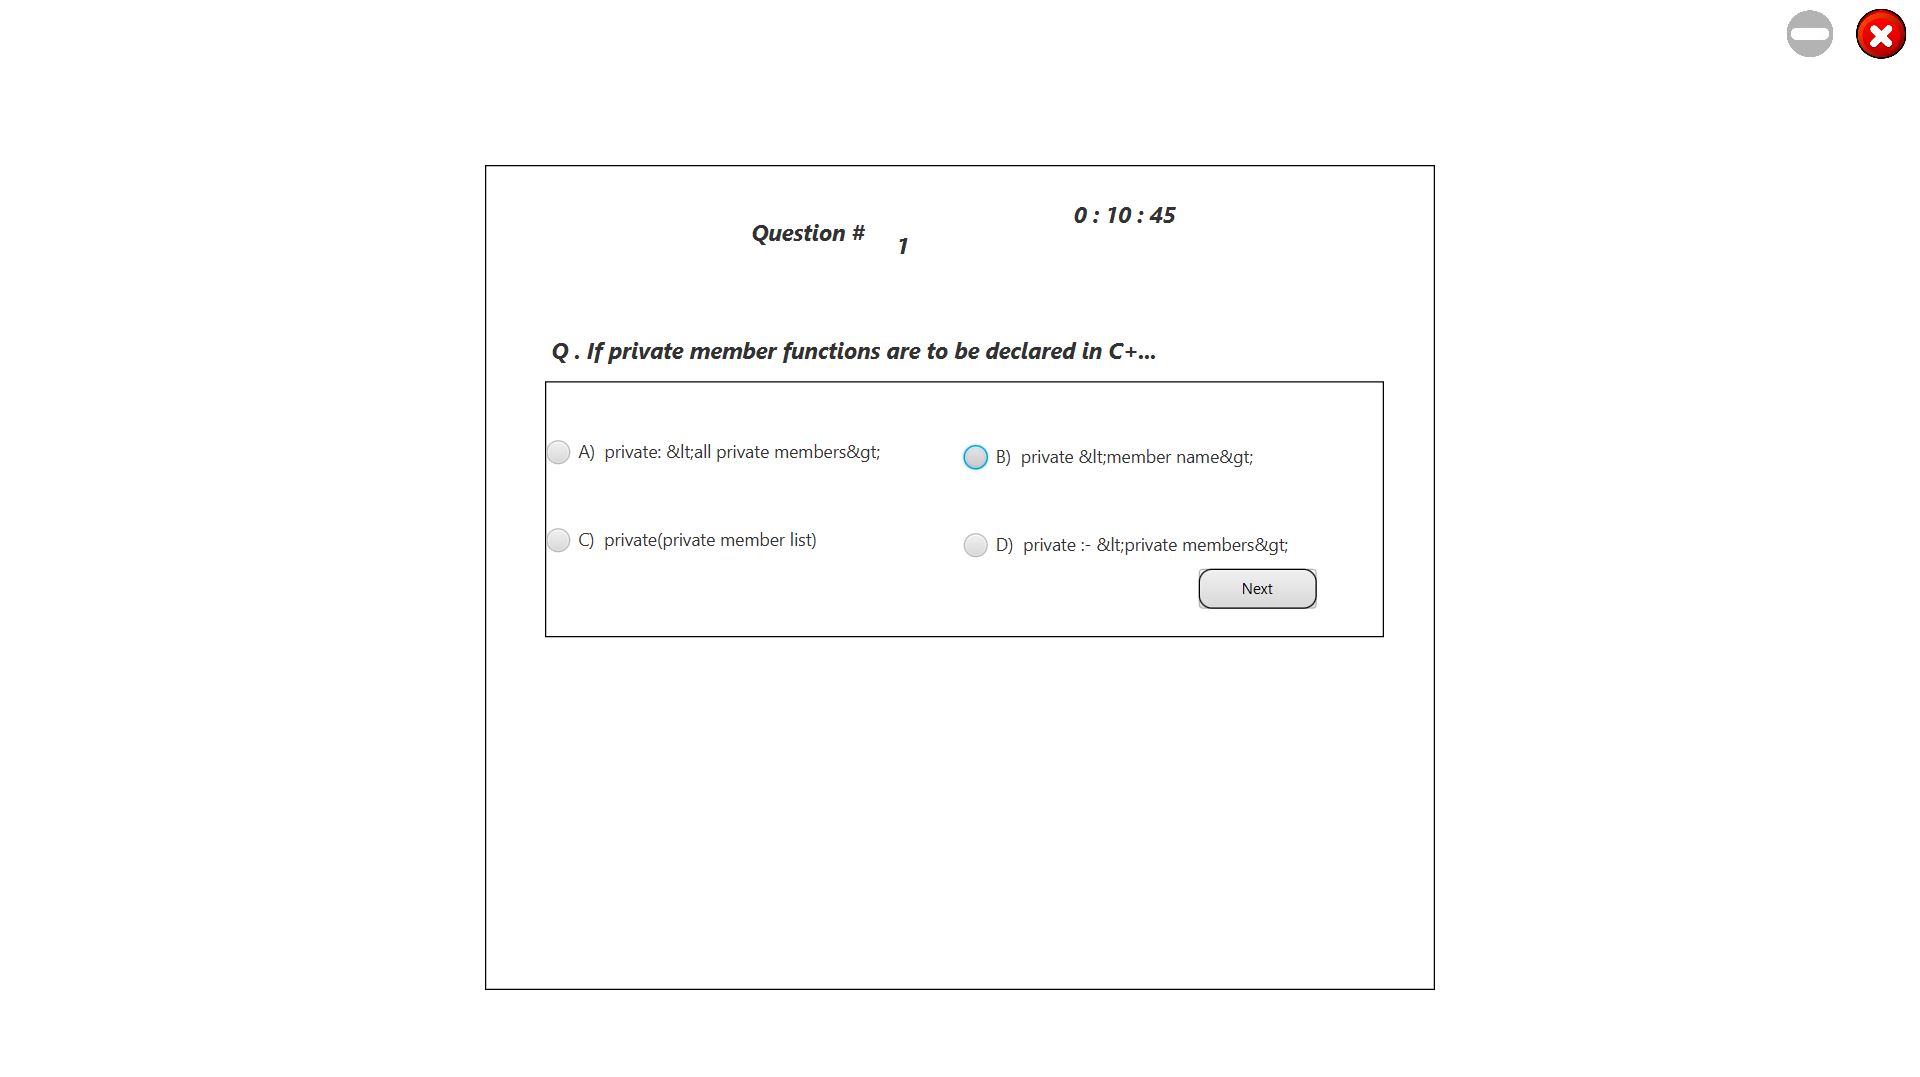 0 : 10 : 45
Question #
1
Q . If private member functions are to be declared in C+...
A) private: &lt;all private members&gt;
B) private &lt;member name&gt;
C) private(private member list)
D) private :- &lt;private members&gt;
Next